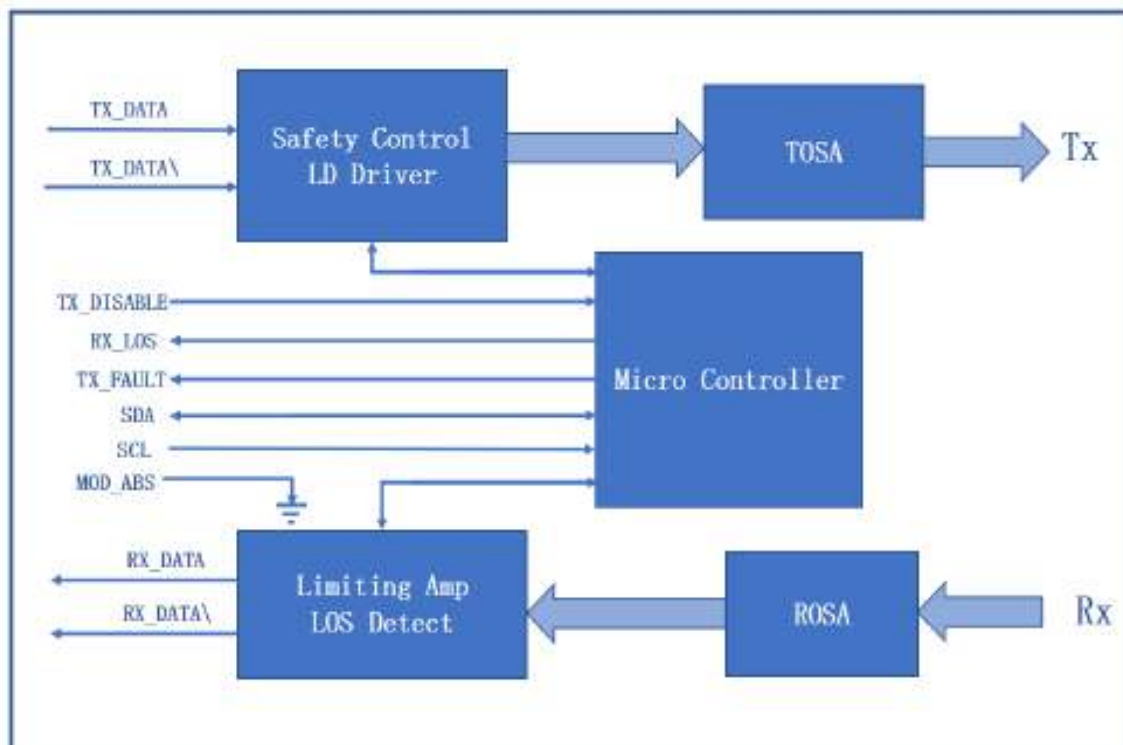 TX_DATA
TX_DATA\
Safety Control
LD Driver
TOSA
Tx
TX_DISABLE
RX_LOS
TX_FAULT
SDA
SCL
MOD_ABS
Micro Controller
RX_DATA
RX_DATA\
Limiting Amp
LOS Detect
ROSA
Rx